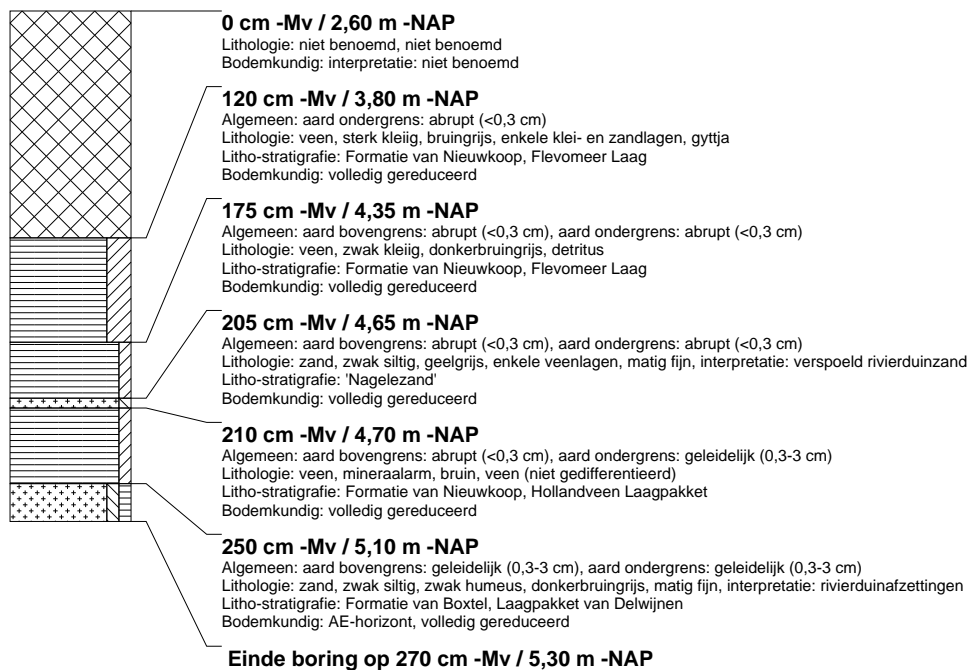 0 cm -Mv / 2,60 m -NAP
Lithologie: niet benoemd, niet benoemd
Bodemkundig: interpretatie: niet benoemd
120 cm -Mv / 3,80 m -NAP
Algemeen: aard ondergrens: abrupt (<0,3 cm)
Lithologie: veen, sterk kleiig, bruingrijs, enkele klei- en zandlagen, gyttja
Litho-stratigrafie: Formatie van Nieuwkoop, Flevomeer Laag
Bodemkundig: volledig gereduceerd
175 cm -Mv / 4,35 m -NAP
Algemeen: aard bovengrens: abrupt (<0,3 cm), aard ondergrens: abrupt (<0,3 cm)
Lithologie: veen, zwak kleiig, donkerbruingrijs, detritus
Litho-stratigrafie: Formatie van Nieuwkoop, Flevomeer Laag
Bodemkundig: volledig gereduceerd
205 cm -Mv / 4,65 m -NAP
Algemeen: aard bovengrens: abrupt (<0,3 cm), aard ondergrens: abrupt (<0,3 cm)
Lithologie: zand, zwak siltig, geelgrijs, enkele veenlagen, matig fijn, interpretatie: verspoeld rivierduinzand
Litho-stratigrafie: 'Nagelezand'
Bodemkundig: volledig gereduceerd
210 cm -Mv / 4,70 m -NAP
Algemeen: aard bovengrens: abrupt (<0,3 cm), aard ondergrens: geleidelijk (0,3-3 cm)
Lithologie: veen, mineraalarm, bruin, veen (niet gedifferentieerd)
Litho-stratigrafie: Formatie van Nieuwkoop, Hollandveen Laagpakket
Bodemkundig: volledig gereduceerd
250 cm -Mv / 5,10 m -NAP
Algemeen: aard bovengrens: geleidelijk (0,3-3 cm), aard ondergrens: geleidelijk (0,3-3 cm)
Lithologie: zand, zwak siltig, zwak humeus, donkerbruingrijs, matig fijn, interpretatie: rivierduinafzettingen
Litho-stratigrafie: Formatie van Boxtel, Laagpakket van Delwijnen
Bodemkundig: AE-horizont, volledig gereduceerd
Einde boring op 270 cm -Mv / 5,30 m -NAP